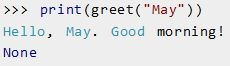 >>> print(greet("May"))
Hello, May. Good morning!
None